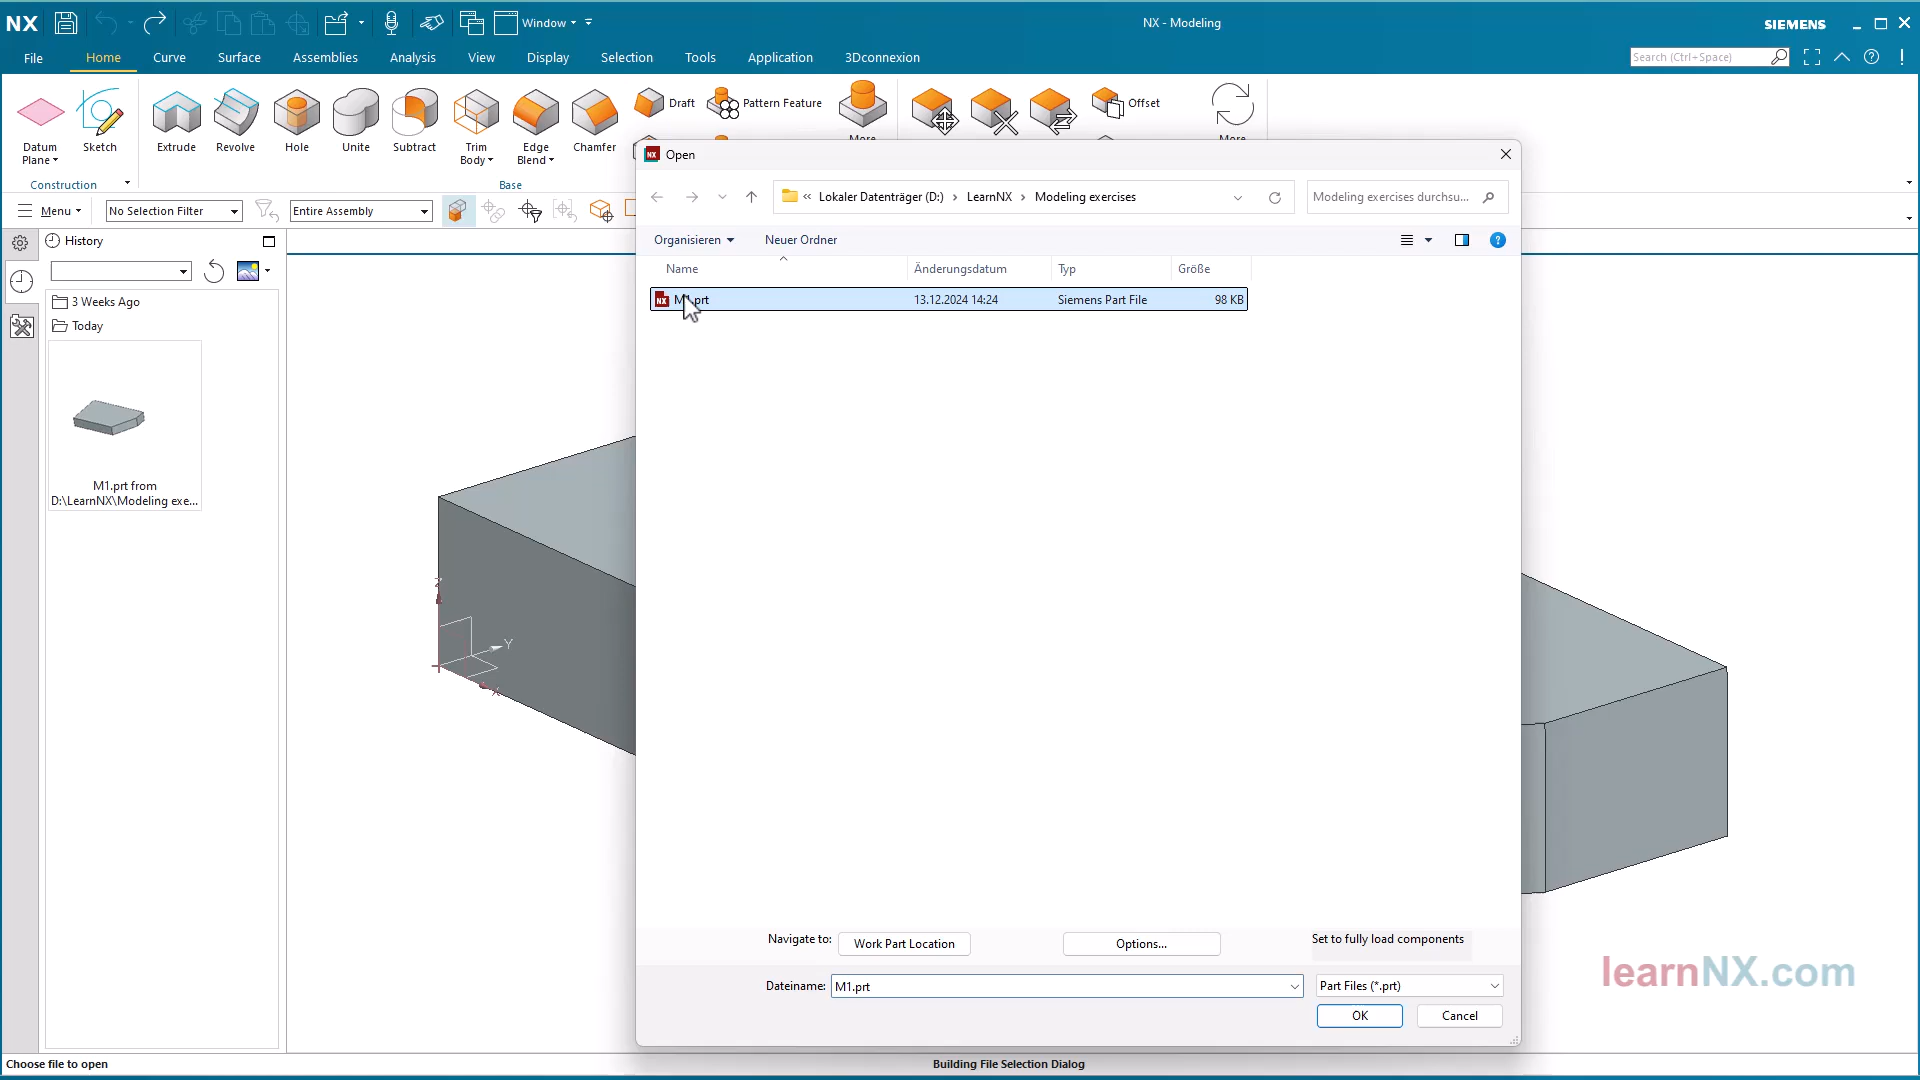 NX
Window
NX - Modeling
SIEMENS
File
Home
Curve
Surface
Assemblies
Analysis
View
Display
Selection
Tools
Application
3Dconnexion
Search (Ctrl+Space)
Datum
Plane
Sketch
Extrude
Revolve
Hole
Unite
Subtract
Trim
Body
Edge
Blend
Chamfer
Draft
Pattern Feature
More
Offset
More
Construction
Base
Menu
No Selection Filter
Entire Assembly
History
3 Weeks Ago
Today
M1.prt from
D:\LearnNX\Modeling exe...
Z
Y
X
NX
Open
« Lokaler Datenträger (D:) › LearnNX › Modeling exercises
Modeling exercises durchsu...
Organisieren
Neuer Ordner
Name
Änderungsdatum
Typ
Größe
NX
M1.prt
13.12.2024 14:24
Siemens Part File
98 KB
Navigate to:
Work Part Location
Options...
Set to fully load components
Dateiname:
M1.prt
Part Files (*.prt)
OK
Cancel
learnNX.com
Choose file to open
Building File Selection Dialog